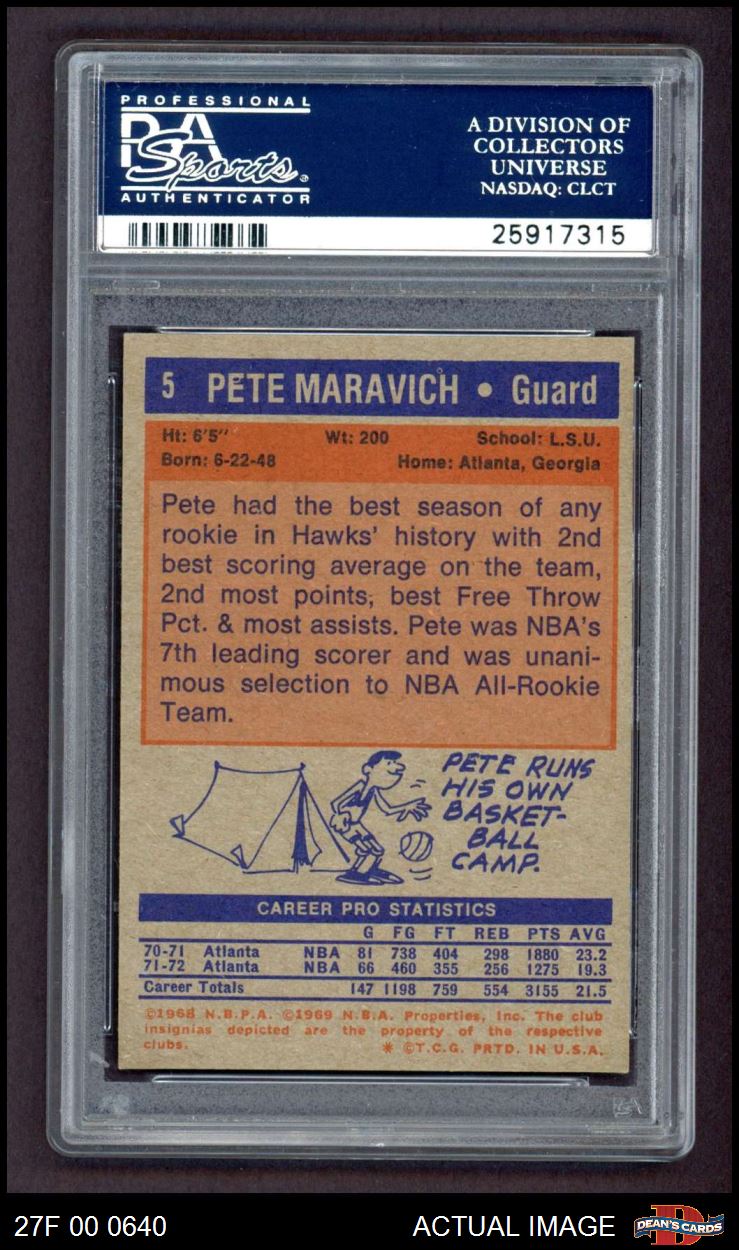 PROFESSIONAL
PSA
Sports
AUTHENTICATOR
A DIVISION OF
COLLECTORS
UNIVERSE
NASDAQ: CLCT
25917315
5 PETE MARAVICH • Guard
Ht: 6'5" Wt: 200 School: L.S.U.
Born: 6-22-48 Home: Atlanta, Georgia
Pete had the best season of any
rookie in Hawks' history with 2nd
best scoring average on the team,
2nd most points, best Free Throw
Pct. & most assists. Pete was NBA's
7th leading scorer and was unani-
mous selection to NBA All-Rookie
Team.
PETE RUNS
HIS OWN
BASKET-
BALL
CAMP.
CAREER PRO STATISTICS
G FG FT REB PTS AVG
70-71 Atlanta NBA 81 738 404 298 1880 23.2
71-72 Atlanta NBA 66 460 355 256 1275 19.3
Career Totals 147 1198 759 554 3155 21.5
©1968 N.B.P.A. ©1969 N.B.A. Properties, Inc. The club
insignias depicted are the property of the respective
clubs. * ©T.C.G. PRTD. IN U.S.A.
27F 00 0640
ACTUAL IMAGE
D
DEAN'S CARDS